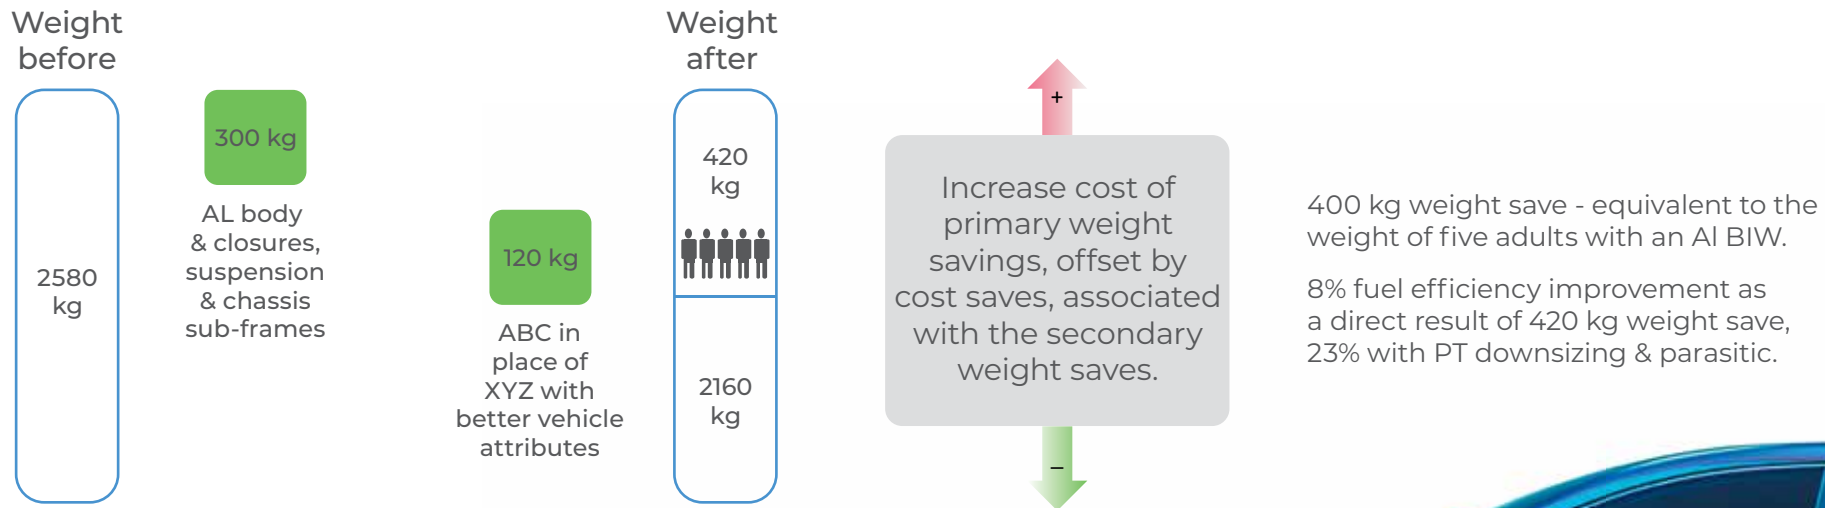 Weight
before
2580
kg
300 kg
AL body
& closures,
suspension
& chassis
sub-frames
120 kg
ABC in
place of
XYZ with
better vehicle
attributes
Weight
after
420
kg
2160
kg
+
Increase cost of
primary weight
savings, offset by
cost saves, associated
with the secondary
weight saves.
–
400 kg weight save - equivalent to the
weight of five adults with an Al BIW.
8% fuel efficiency improvement as
a direct result of 420 kg weight save,
23% with PT downsizing & parasitic.